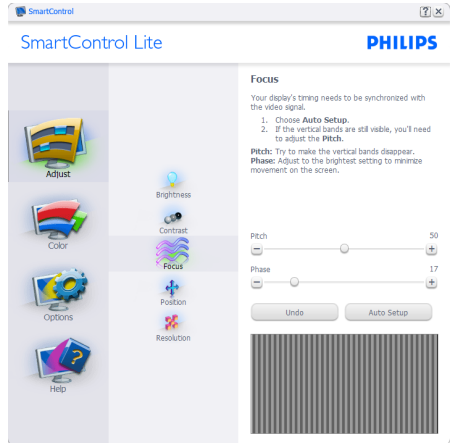 SmartControl
? ×
SmartControl Lite
PHILIPS
Adjust
Color
Options
Help
Brightness
Contrast
Focus
Position
Resolution
Focus
Your display's timing needs to be synchronized with
the video signal.
1. Choose Auto Setup.
2. If the vertical bands are still visible, you'll need
to adjust the Pitch.
Pitch: Try to make the vertical bands disappear.
Phase: Adjust to the brightest setting to minimize
movement on the screen.
Pitch 50
Phase 17
Undo Auto Setup